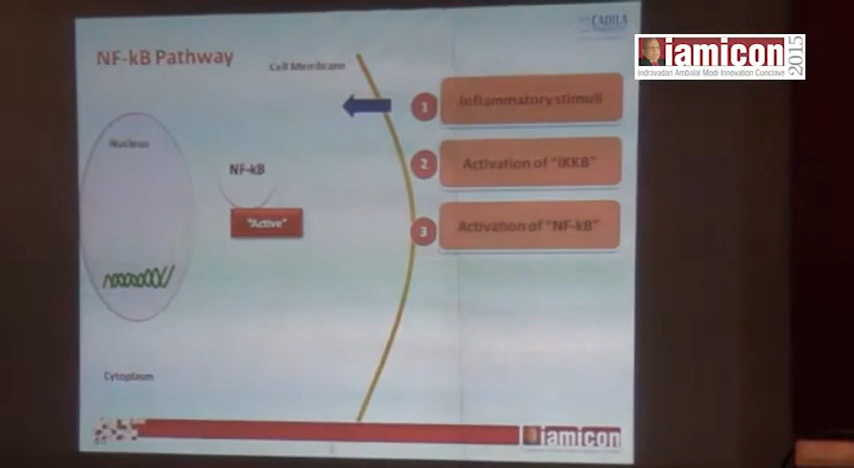 NF-kB Pathway
Cell Membrane
CADILA
iamicon 2015
Indravadan Ambalal Modi Innovation Conclave
1 Inflammatory stimuli
Nucleus
2 Activation of "IKKB"
NF-kB
"Active"
3 Activation of "NF-kB"
Cytoplasm
iamicon